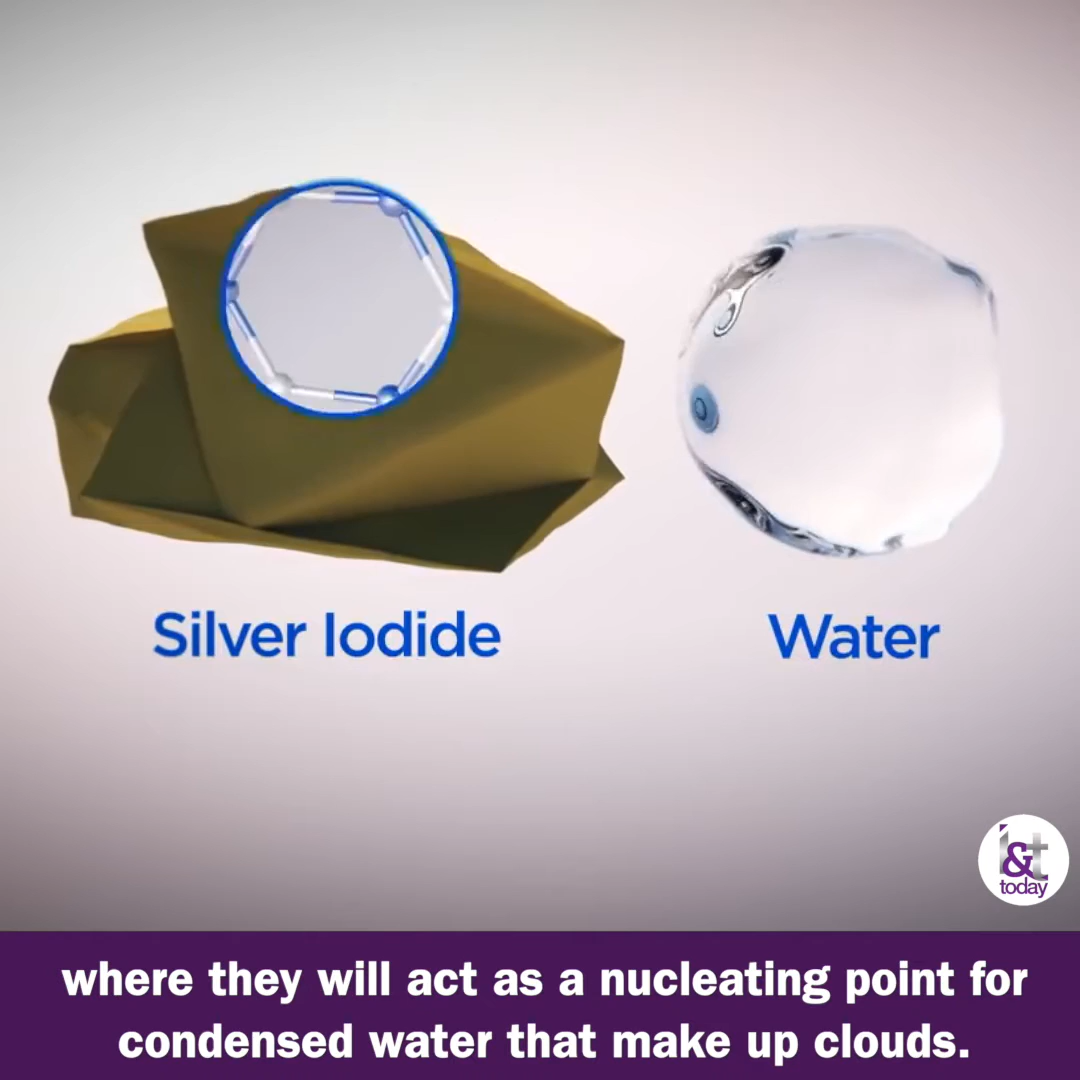 Silver Iodide
Water
i&t
today
where they will act as a nucleating point for
condensed water that make up clouds.